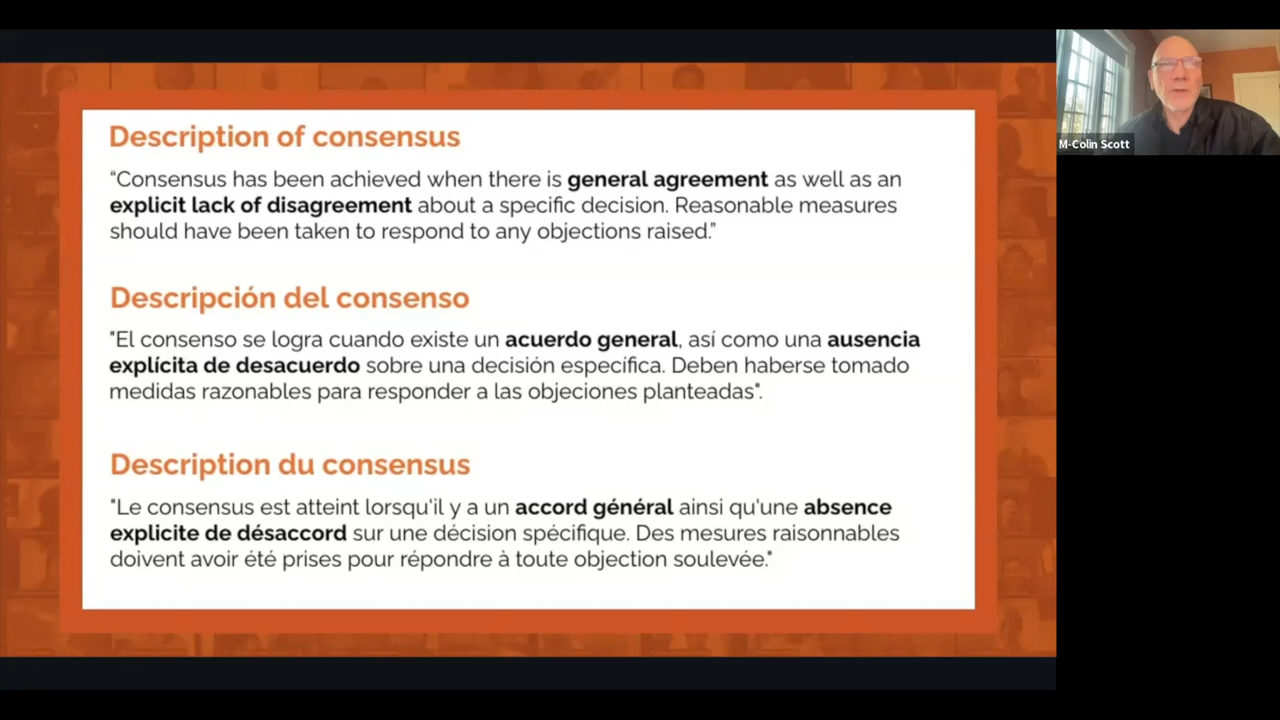 Description of consensus
“Consensus has been achieved when there is general agreement as well as an
explicit lack of disagreement about a specific decision. Reasonable measures
should have been taken to respond to any objections raised.”
Descripción del consenso
"El consenso se logra cuando existe un acuerdo general, así como una ausencia
explícita de desacuerdo sobre una decisión específica. Deben haberse tomado
medidas razonables para responder a las objeciones planteadas".
Description du consensus
"Le consensus est atteint lorsqu'il y a un accord général ainsi qu'une absence
explicite de désaccord sur une décision spécifique. Des mesures raisonnables
doivent avoir été prises pour répondre à toute objection soulevée."
M-Colin Scott